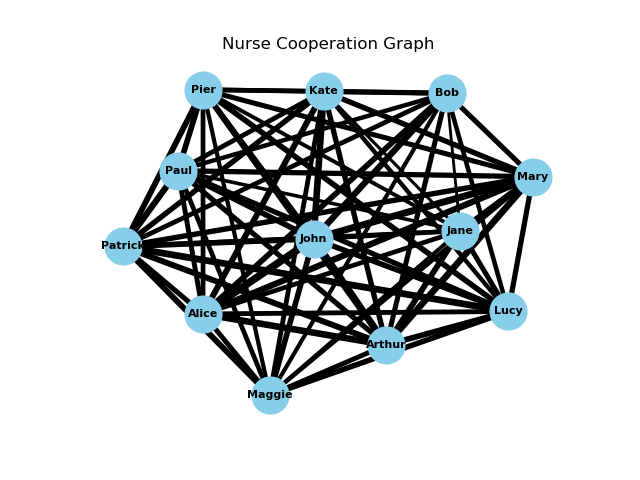 Nurse Cooperation Graph
Pier
Kate
Bob
Paul
Mary
Jane
John
Patrick
Alice
Lucy
Arthur
Maggie